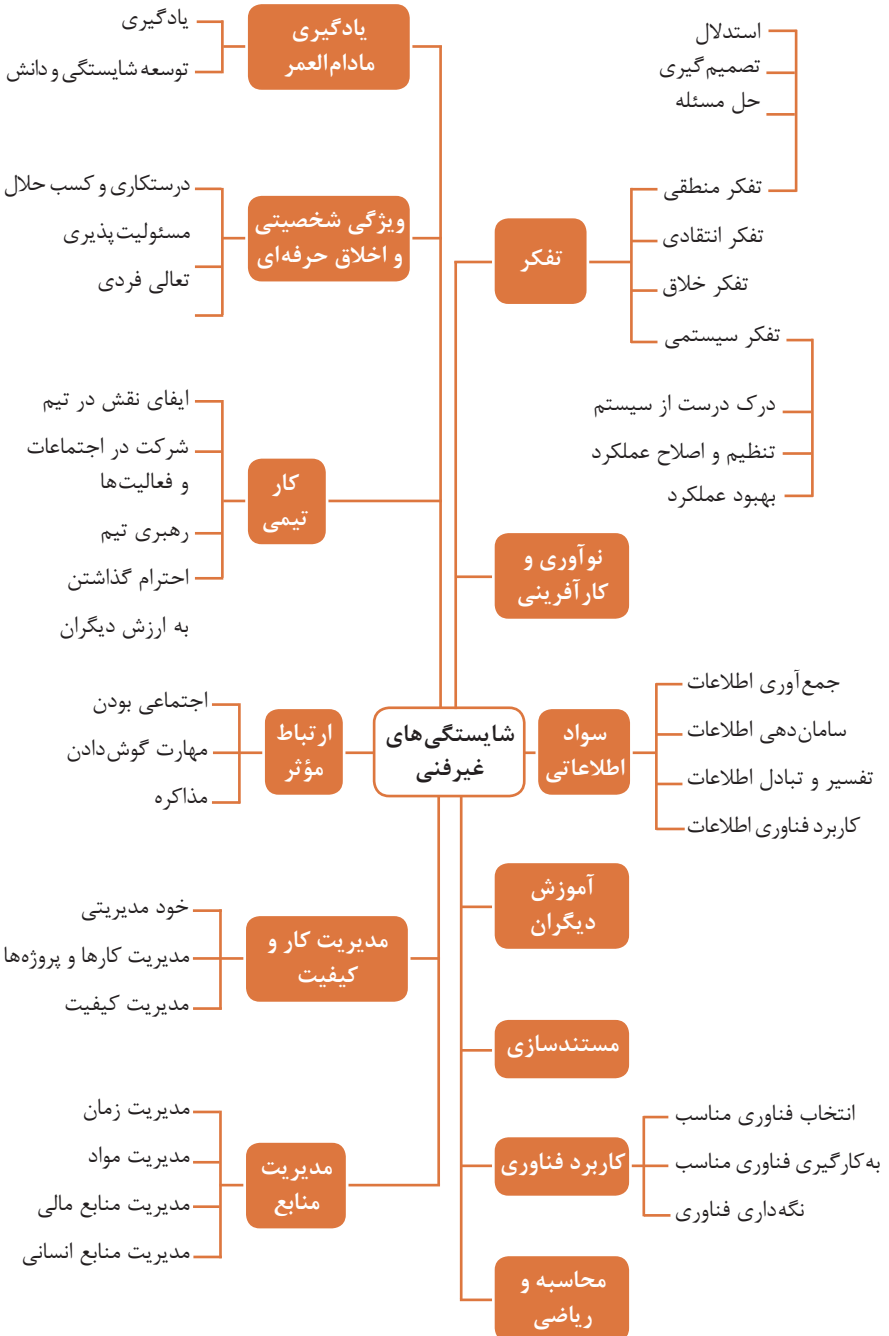 استدلال
تصمیم‌گیری
حل مسئله
تفکر
تفکر منطقی
تفکر انتقادی
تفکر خلاق
تفکر سیستمی
درک درست از سیستم
تنظیم و اصلاح عملکرد
بهبود عملکرد
نوآوری و
کارآفرینی
سواد
اطلاعاتی
جمع‌آوری اطلاعات
سامان‌دهی اطلاعات
تفسیر و تبادل اطلاعات
کاربرد فناوری اطلاعات
آموزش
دیگران
مستندسازی
کاربرد فناوری
انتخاب فناوری مناسب
به‌کارگیری فناوری مناسب
نگه‌داری فناوری
محاسبه و
ریاضی
شایستگی‌های
غیرفنی
یادگیری
مادام‌العمر
یادگیری
توسعه شایستگی و دانش
ویژگی شخصیتی
و اخلاق حرفه‌ای
درستکاری و کسب حلال
مسئولیت‌پذیری
تعالی فردی
کار
تیمی
ایفای نقش در تیم
شرکت در اجتماعات
و فعالیت‌ها
رهبری تیم
احترام گذاشتن
به ارزش دیگران
ارتباط
مؤثر
اجتماعی بودن
مهارت گوش‌دادن
مذاکره
مدیریت کار و
کیفیت
خود مدیریتی
مدیریت کارها و پروژه‌ها
مدیریت کیفیت
مدیریت
منابع
مدیریت زمان
مدیریت مواد
مدیریت منابع مالی
مدیریت منابع انسانی